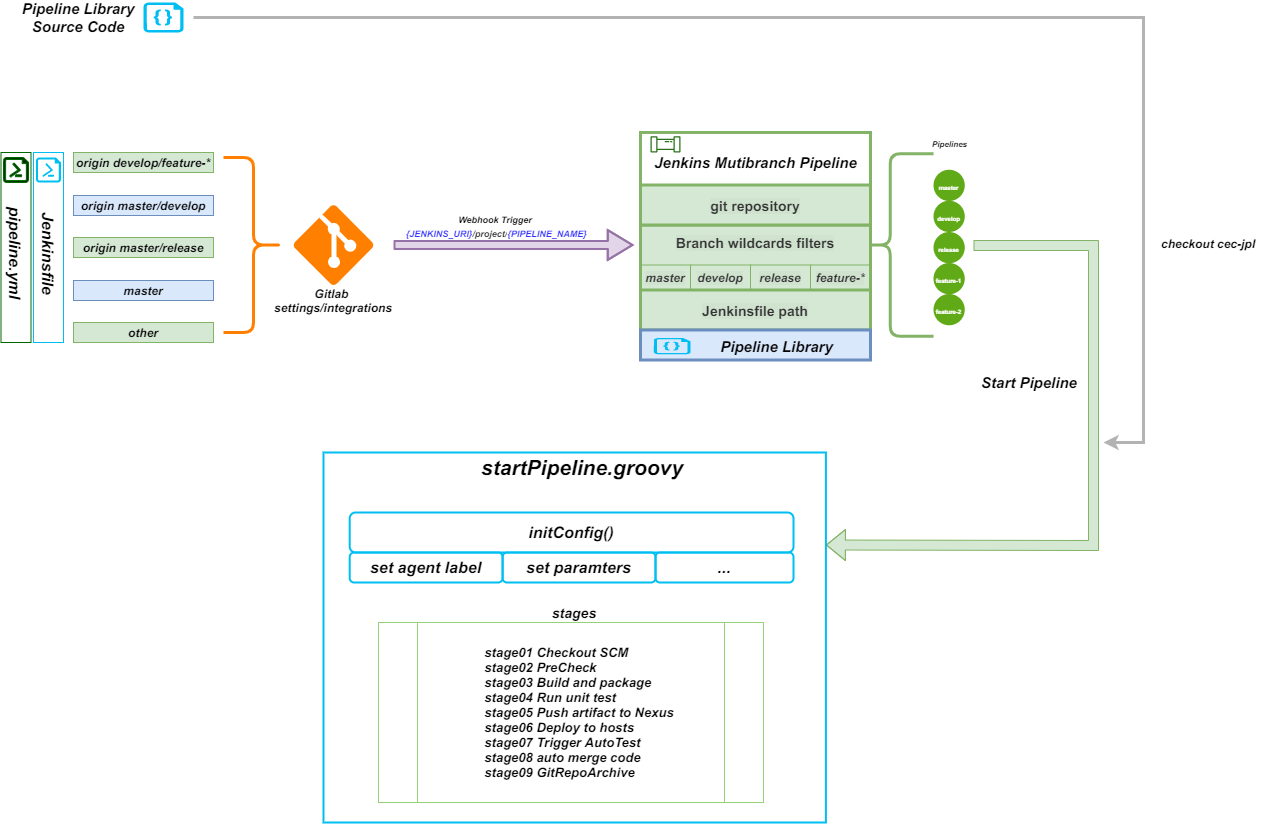 Pipeline Library
Source Code
{}
pipeline.yml
Jenkinsfile
origin develop/feature-*
origin master/develop
origin master/release
master
other
Gitlab
settings/integrations
Webhook Trigger
{JENKINS_URI}/project/{PIPELINE_NAME}
Jenkins Mutibranch Pipeline
git repository
Branch wildcards filters
master develop release feature-*
Jenkinsfile path
{} Pipeline Library
Pipelines
master
develop
release
feature-1
feature-2
checkout cec-jpl
Start Pipeline
startPipeline.groovy
initConfig()
set agent label set paramters ...
stages
stage01 Checkout SCM
stage02 PreCheck
stage03 Build and package
stage04 Run unit test
stage05 Push artifact to Nexus
stage06 Deploy to hosts
stage07 Trigger AutoTest
stage08 auto merge code
stage09 GitRepoArchive